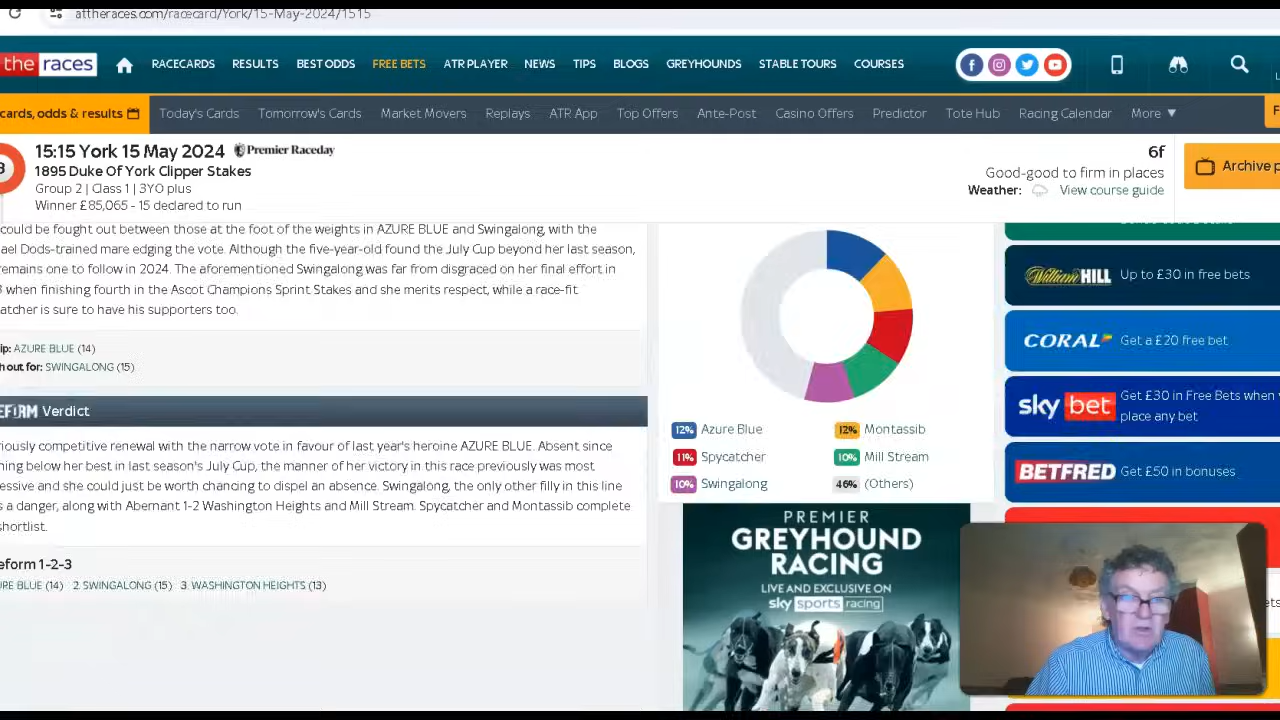 attheraces.com/racecard/York/15-May-2024/1515
the races RACECARDS RESULTS BEST ODDS FREE BETS ATR PLAYER NEWS TIPS BLOGS GREYHOUNDS STABLE TOURS COURSES
cards, odds & results Today's Cards Tomorrow's Cards Market Movers Replays ATR App Top Offers Ante-Post Casino Offers Predictor Tote Hub Racing Calendar More ▼ F
15:15 York 15 May 2024 Premier Raceday
1895 Duke Of York Clipper Stakes
Group 2 | Class 1 | 3YO plus
Winner £85,065 - 15 declared to run
6f
Good-good to firm in places
Weather: View course guide
Archive p
could be fought out between those at the foot of the weights in AZURE BLUE and Swingalong, with the
ael Dods-trained mare edging the vote. Although the five-year-old found the July Cup beyond her last season,
remains one to follow in 2024. The aforementioned Swingalong was far from disgraced on her final effort in
3 when finishing fourth in the Ascot Champions Sprint Stakes and she merits respect, while a race-fit
atcher is sure to have his supporters too.
ip: AZURE BLUE (14)
h out for: SWINGALONG (15)
EFORM Verdict
iously competitive renewal with the narrow vote in favour of last year's heroine AZURE BLUE. Absent since
ning below her best in last season's July Cup, the manner of her victory in this race previously was most
essive and she could just be worth chancing to dispel an absence. Swingalong, the only other filly in this line
s a danger, along with Abernant 1-2 Washington Heights and Mill Stream. Spycatcher and Montassib complete
shortlist.
eform 1-2-3
RE BLUE (14) 2. SWINGALONG (15) 3. WASHINGTON HEIGHTS (13)
12% Azure Blue 12% Montassib
11% Spycatcher 10% Mill Stream
10% Swingalong 46% (Others)
PREMIER
GREYHOUND
RACING
LIVE AND EXCLUSIVE ON
sky sports racing
William HILL Up to £30 in free bets
CORAL Get a £20 free bet
sky bet Get £30 in Free Bets when
place any bet
BETFRED Get £50 in bonuses